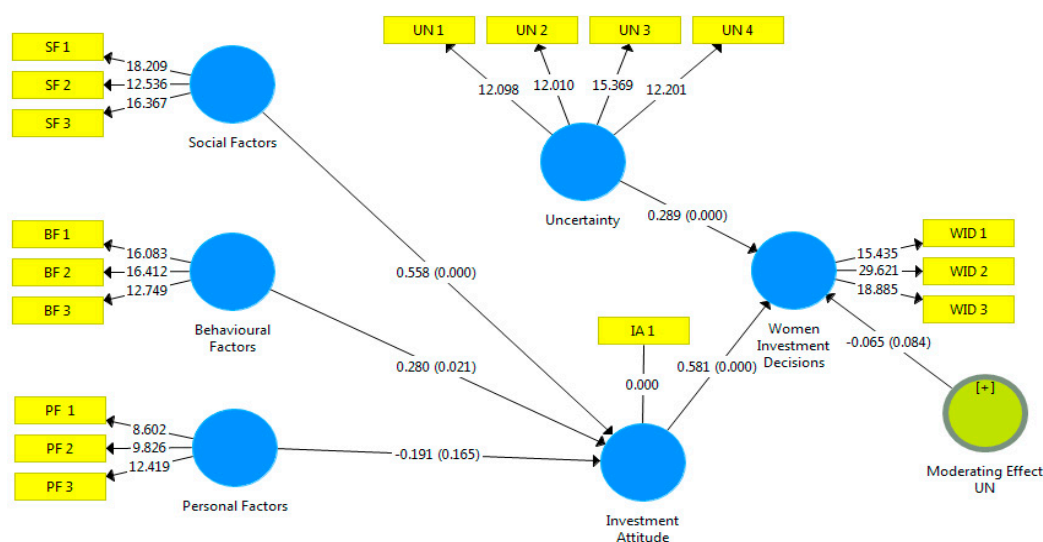 SF 1
SF 2
SF 3
18.209
12.536
16.367
Social Factors
UN 1
UN 2
UN 3
UN 4
12.098
12.010
15.369
12.201
Uncertainty
0.289 (0.000)
0.558 (0.000)
BF 1
BF 2
BF 3
16.083
16.412
12.749
Behavioural
Factors
0.280 (0.021)
WID 1
WID 2
WID 3
15.435
29.621
18.885
Women
Investment
Decisions
-0.065 (0.084)
[+]
Moderating Effect
UN
IA 1
0.000
0.581 (0.000)
PF 1
PF 2
PF 3
8.602
9.826
12.419
Personal Factors
-0.191 (0.165)
Investment
Attitude